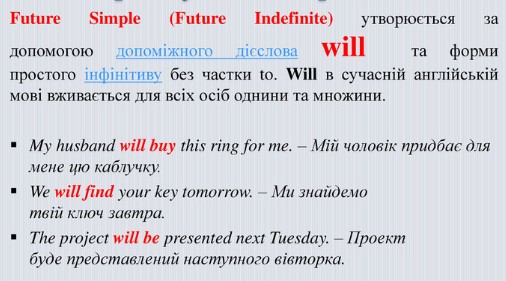 Future Simple (Future Indefinite) утворюється за
допомогою допоміжного дієслова will та форми
простого інфінітиву без частки to. Will в сучасній англійській
мові вживається для всіх осіб однини та множини.
▪ My husband will buy this ring for me. – Мій чоловік придбає для
мене цю каблучку.
▪ We will find your key tomorrow. – Ми знайдемо
твій ключ завтра.
▪ The project will be presented next Tuesday. – Проект
буде представлений наступного вівторка.